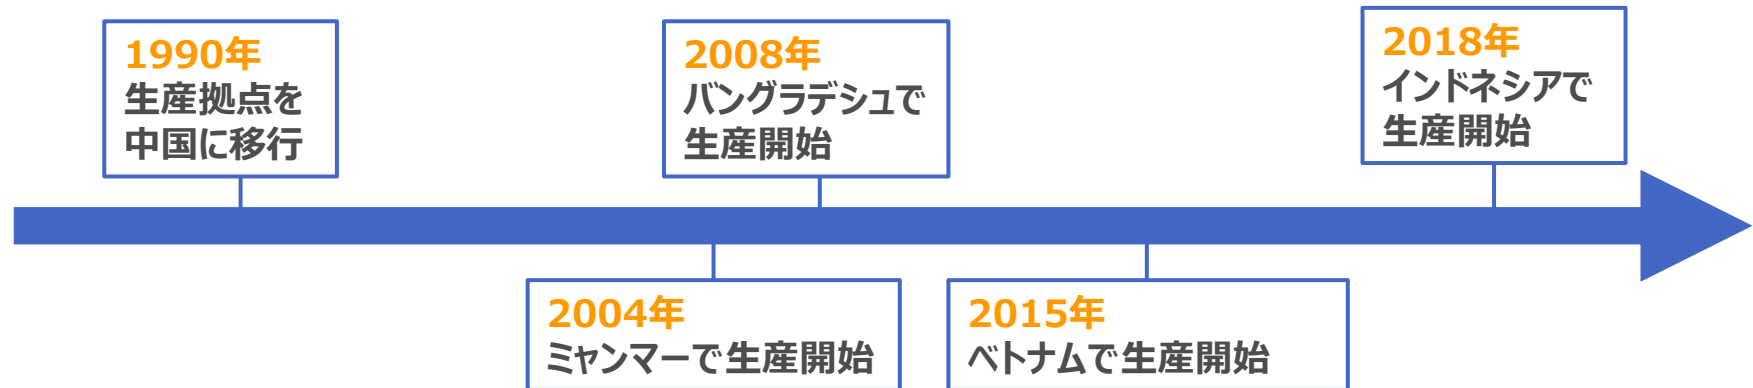 1990年
生産拠点を
中国に移行
2008年
バングラデシュで
生産開始
2018年
インドネシアで
生産開始
2004年
ミャンマーで生産開始
2015年
ベトナムで生産開始